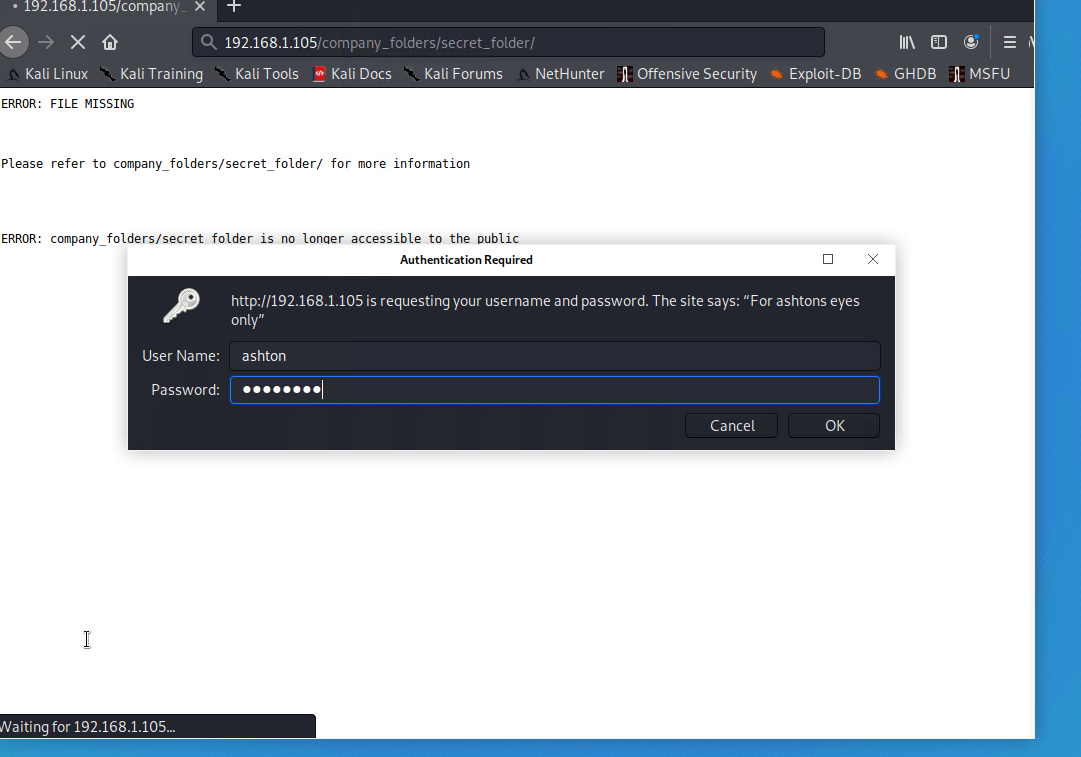 192.168.1.105/company_
192.168.1.105/company_folders/secret_folder/
Kali Linux Kali Training Kali Tools Kali Docs Kali Forums NetHunter Offensive Security Exploit-DB GHDB MSFU
ERROR: FILE MISSING
Please refer to company_folders/secret_folder/ for more information
ERROR: company_folders/secret_folder is no longer accessible to the public
Authentication Required
http://192.168.1.105 is requesting your username and password. The site says: “For ashtons eyes
only”
User Name: ashton
Password: ●●●●●●●●
Cancel OK
Waiting for 192.168.1.105...